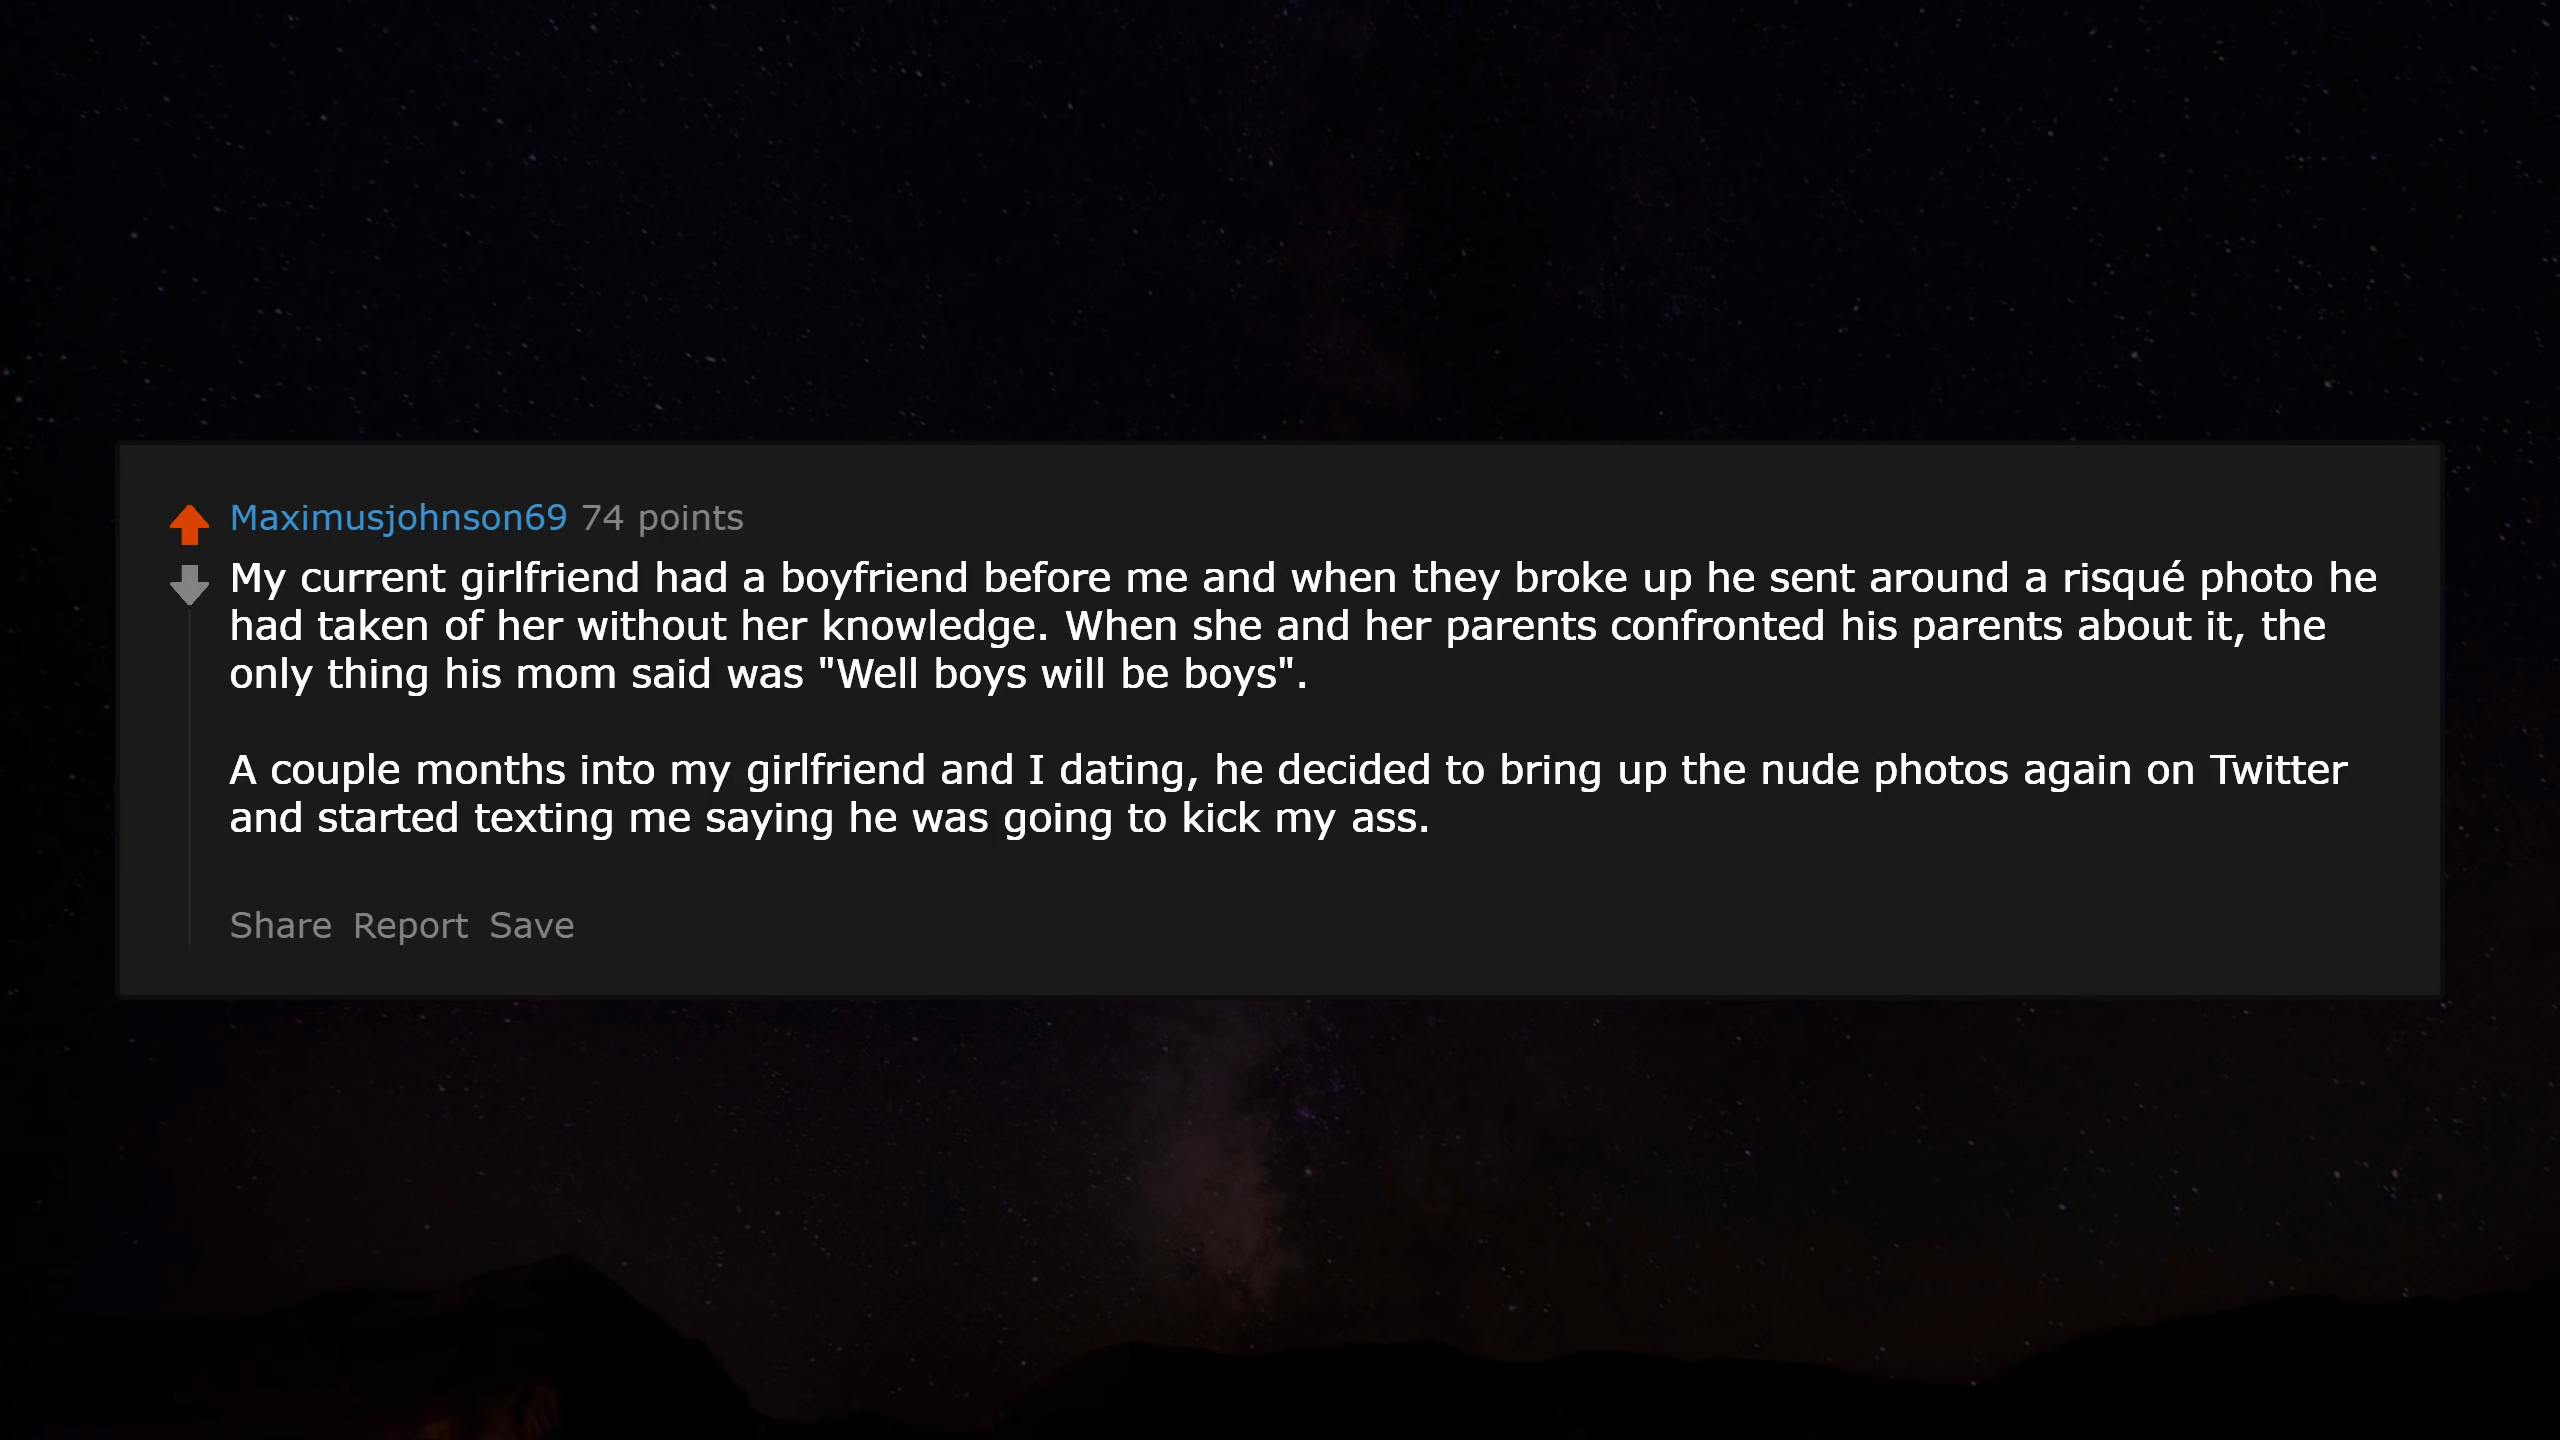 Maximusjohnson69 74 points
My current girlfriend had a boyfriend before me and when they broke up he sent around a risqué photo he
had taken of her without her knowledge. When she and her parents confronted his parents about it, the
only thing his mom said was "Well boys will be boys".
A couple months into my girlfriend and I dating, he decided to bring up the nude photos again on Twitter
and started texting me saying he was going to kick my ass.
Share Report Save